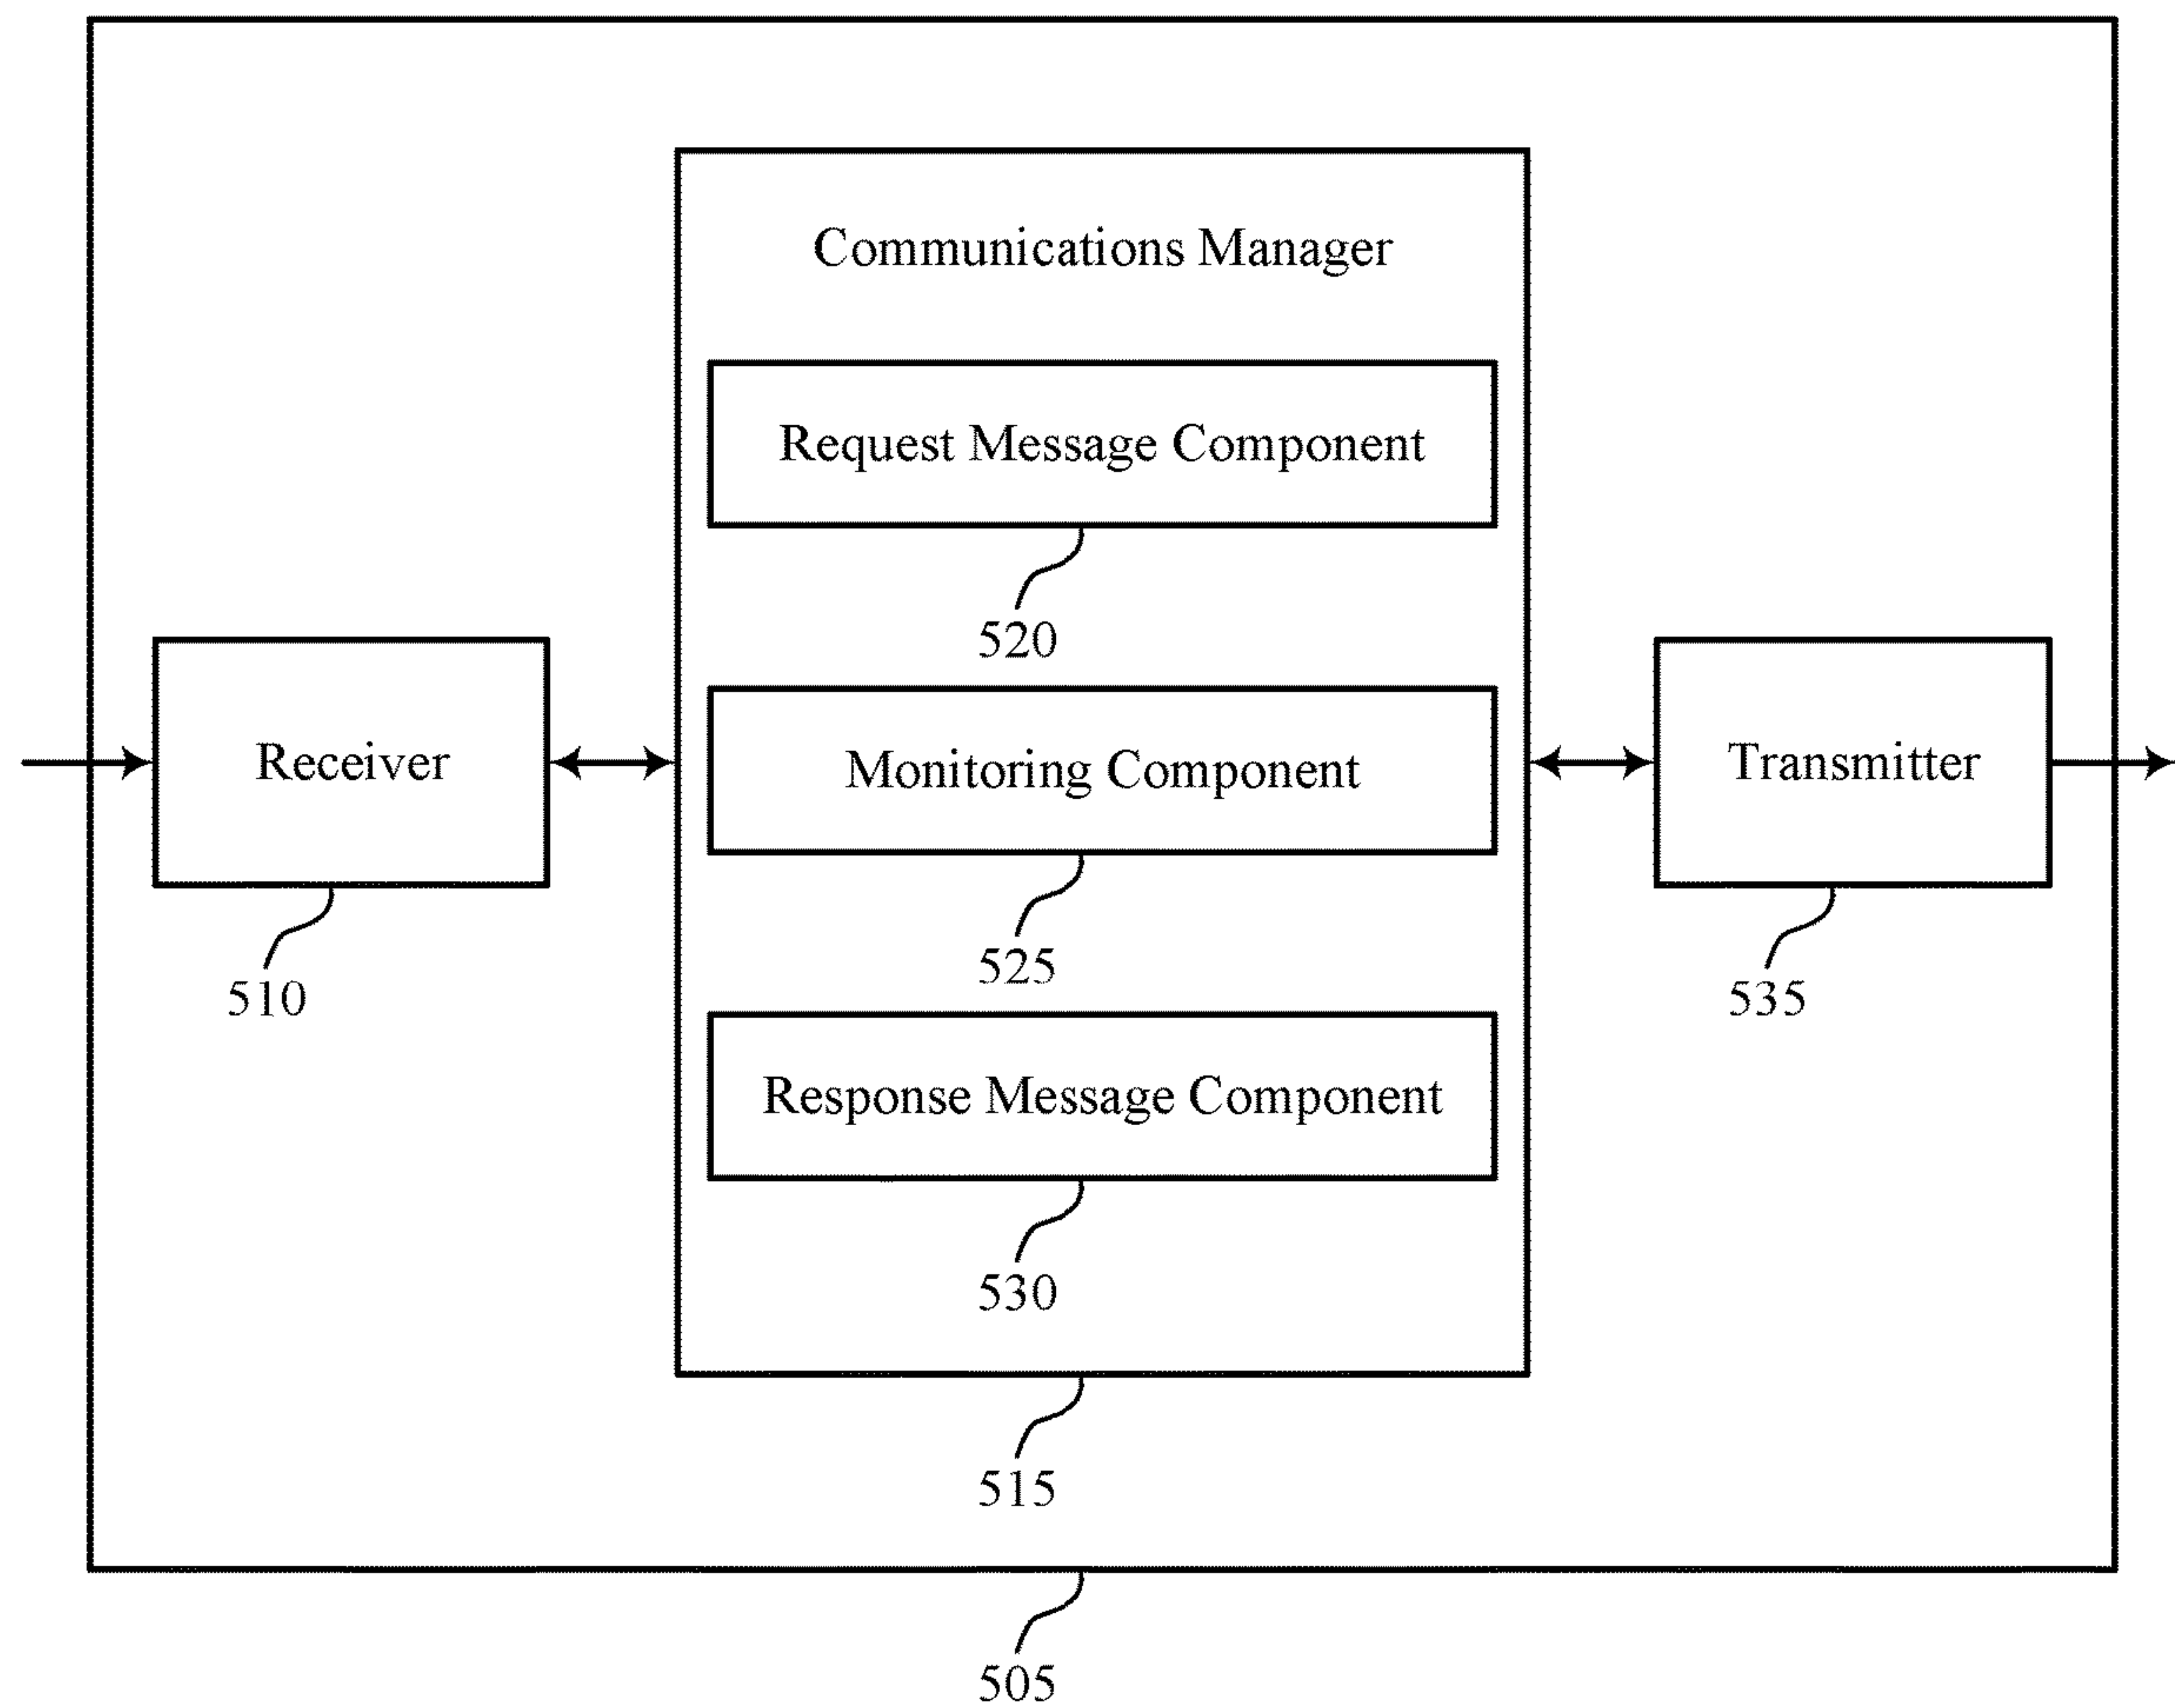 Communications Manager
Request Message Component
520
Receiver
510
Monitoring Component
525
Transmitter
535
Response Message Component
530
515
505